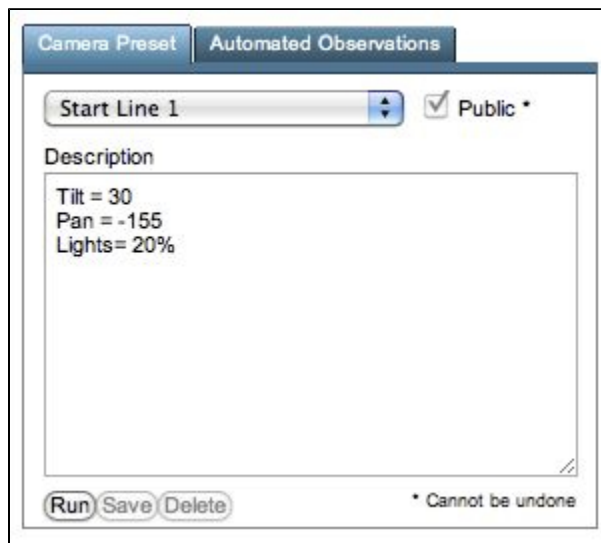 Camera Preset Automated Observations
Start Line 1 Public *
Description
Tilt = 30
Pan = -155
Lights= 20%
Run Save Delete * Cannot be undone